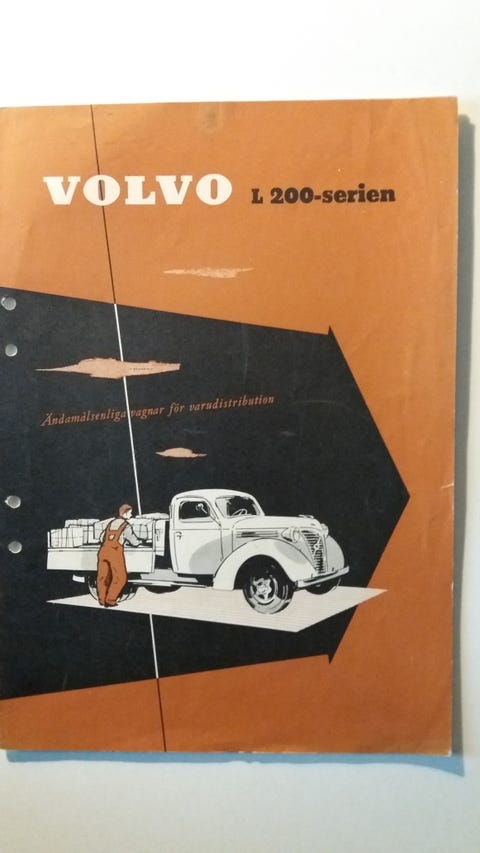 VOLVO L 200-serien
Ändamålsenliga vagnar för varudistribution